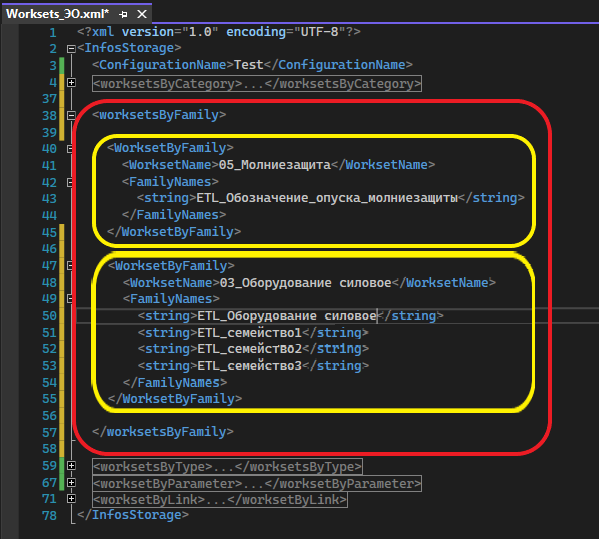 Worksets_ЭО.xml*
1 <?xml version="1.0" encoding="UTF-8"?>
2 <InfosStorage>
3 <ConfigurationName>Test</ConfigurationName>
4 <worksetsByCategory>...</worksetsByCategory>
37
38 <worksetsByFamily>
39
40 <WorksetByFamily>
41 <WorksetName>05_Молниезащита</WorksetName>
42 <FamilyNames>
43 <string>ETL_Обозначение_опуска_молниезащиты</string>
44 </FamilyNames>
45 </WorksetByFamily>
46
47 <WorksetByFamily>
48 <WorksetName>03_Оборудование силовое</WorksetName>
49 <FamilyNames>
50 <string>ETL_Оборудование силовое</string>
51 <string>ETL_семейство1</string>
52 <string>ETL_семейство2</string>
53 <string>ETL_семейство3</string>
54 </FamilyNames>
55 </WorksetByFamily>
56
57 </worksetsByFamily>
58
59 <worksetsByType>...</worksetsByType>
67 <worksetByParameter>...</worksetByParameter>
71 <worksetByLink>...</worksetByLink>
78 </InfosStorage>